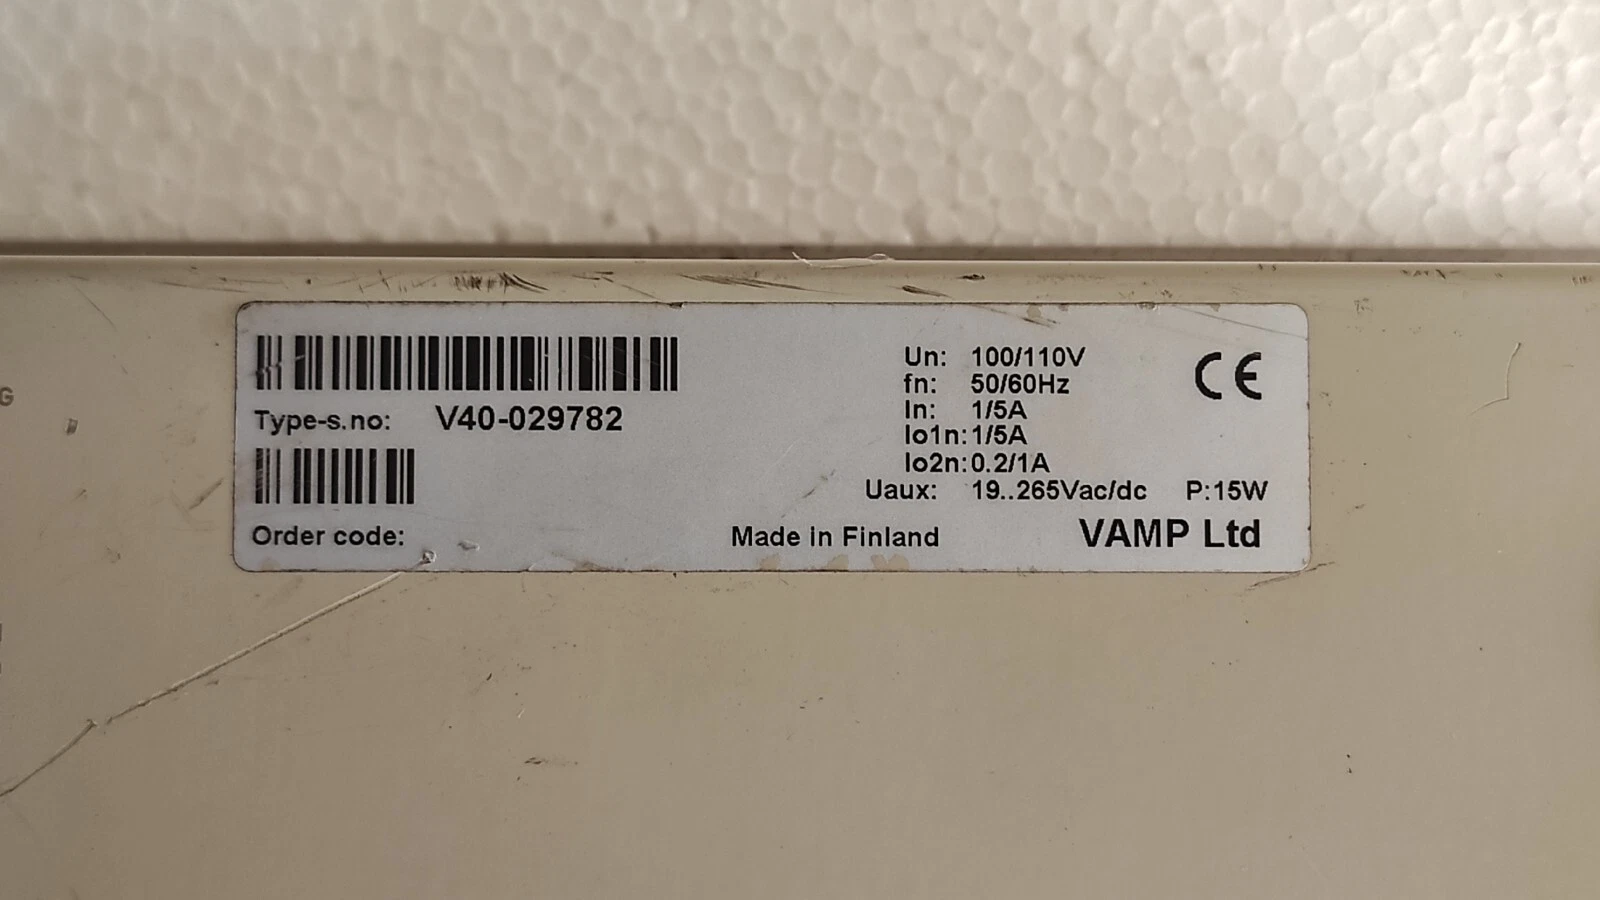 Type-s.no: V40-029782
Order code:
Un: 100/110V
fn: 50/60Hz
In: 1/5A
Io1n: 1/5A
Io2n: 0.2/1A
Uaux: 19..265Vac/dc P:15W
Made in Finland
VAMP Ltd
CE
G